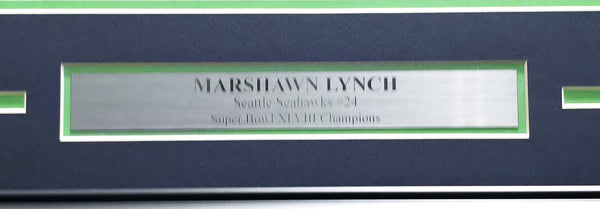 MARSHAWN LYNCH
Seattle Seahawks #24
Super Bowl XLVIII Champions